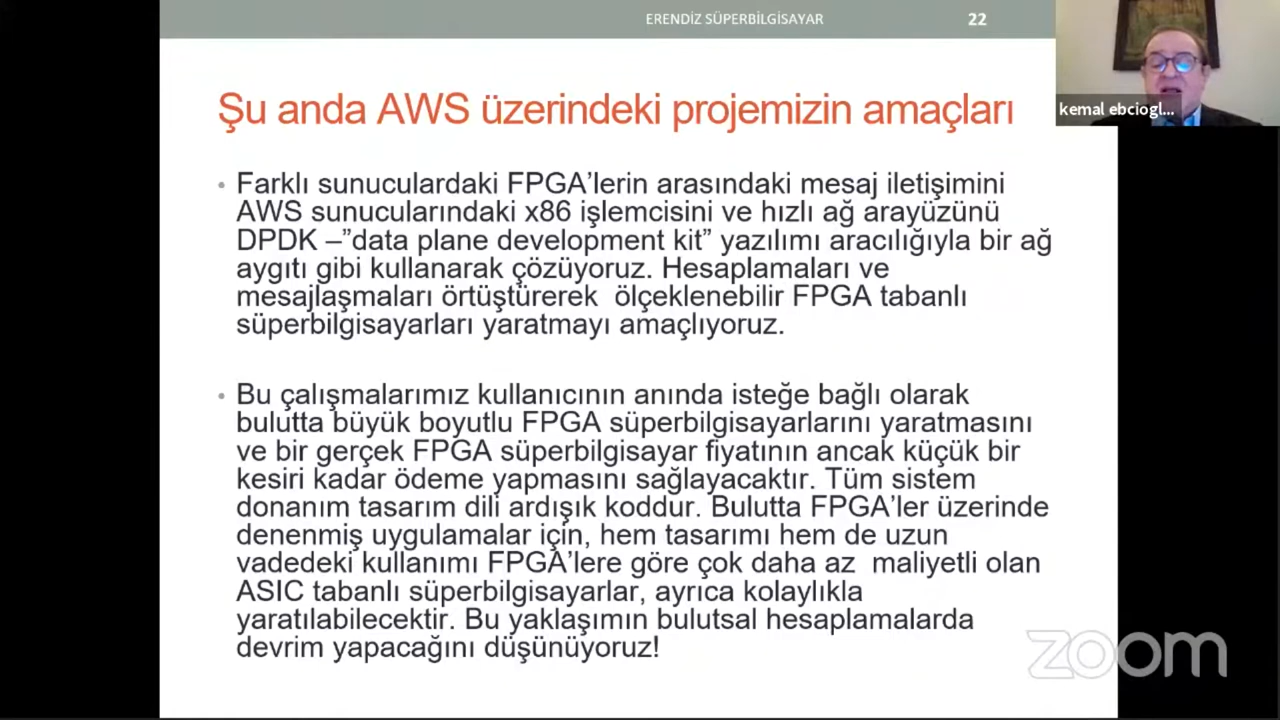 ERENDİZ SÜPERBİLGİSAYAR 22
kemal ebciogl...
Şu anda AWS üzerindeki projemizin amaçları
• Farklı sunuculardaki FPGA’lerin arasındaki mesaj iletişimini
AWS sunucularındaki x86 işlemcisini ve hızlı ağ arayüzünü
DPDK –”data plane development kit” yazılımı aracılığıyla bir ağ
aygıtı gibi kullanarak çözüyoruz. Hesaplamaları ve
mesajlaşmaları örtüştürerek ölçeklenebilir FPGA tabanlı
süperbilgisayarları yaratmayı amaçlıyoruz.
• Bu çalışmalarımız kullanıcının anında isteğe bağlı olarak
bulutta büyük boyutlu FPGA süperbilgisayarlarını yaratmasını
ve bir gerçek FPGA süperbilgisayar fiyatının ancak küçük bir
kesiri kadar ödeme yapmasını sağlayacaktır. Tüm sistem
donanım tasarım dili ardışık koddur. Bulutta FPGA’ler üzerinde
denenmiş uygulamalar için, hem tasarımı hem de uzun
vadedeki kullanımı FPGA’lere göre çok daha az maliyetli olan
ASIC tabanlı süperbilgisayarlar, ayrıca kolaylıkla
yaratılabilecektir. Bu yaklaşımın bulutsal hesaplamalarda
devrim yapacağını düşünüyoruz!
zoom